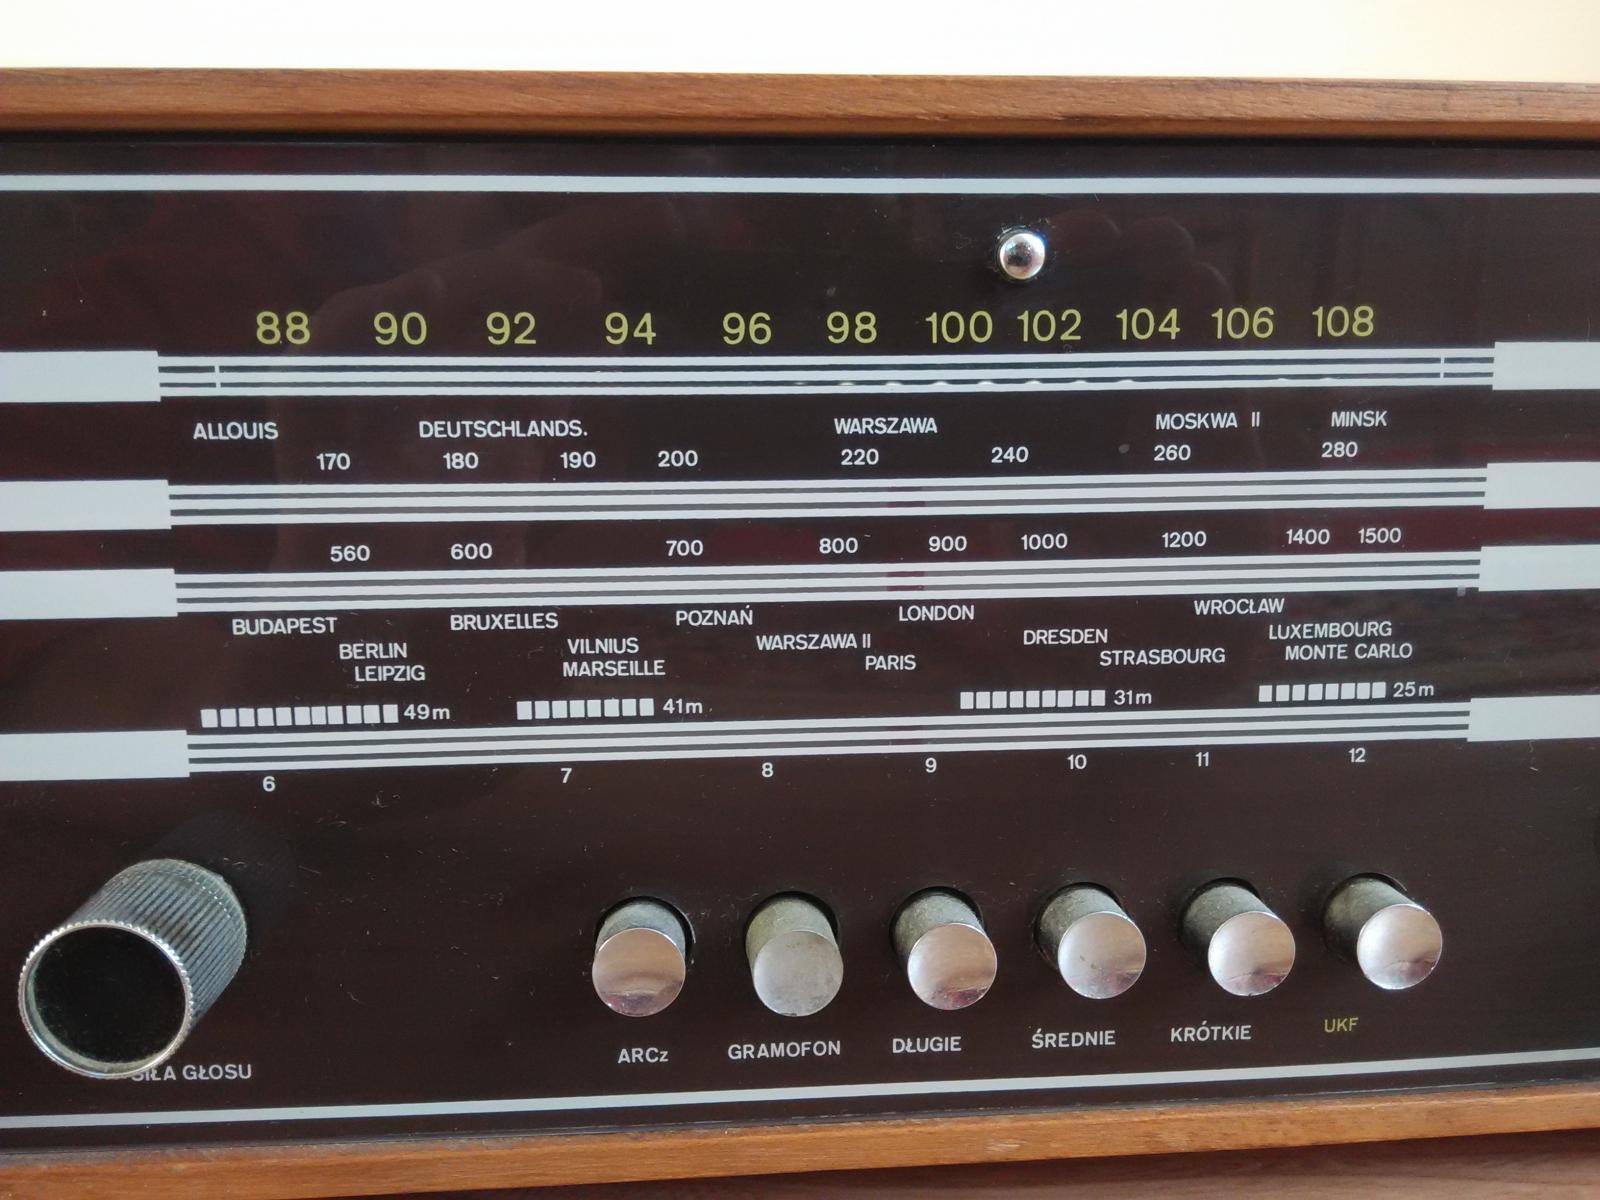 88 90 92 94 96 98 100 102 104 106 108
ALLOUIS DEUTSCHLANDS. WARSZAWA MOSKWA II MINSK
170 180 190 200 220 240 260 280
560 600 700 800 900 1000 1200 1400 1500
BUDAPEST BRUXELLES POZNAŃ LONDON WROCŁAW
BERLIN VILNIUS WARSZAWA II DRESDEN LUXEMBOURG
LEIPZIG MARSEILLE PARIS STRASBOURG MONTE CARLO
49m 41m 31m 25m
6 7 8 9 10 11 12
SIŁA GŁOSU ARCz GRAMOFON DŁUGIE ŚREDNIE KRÓTKIE UKF